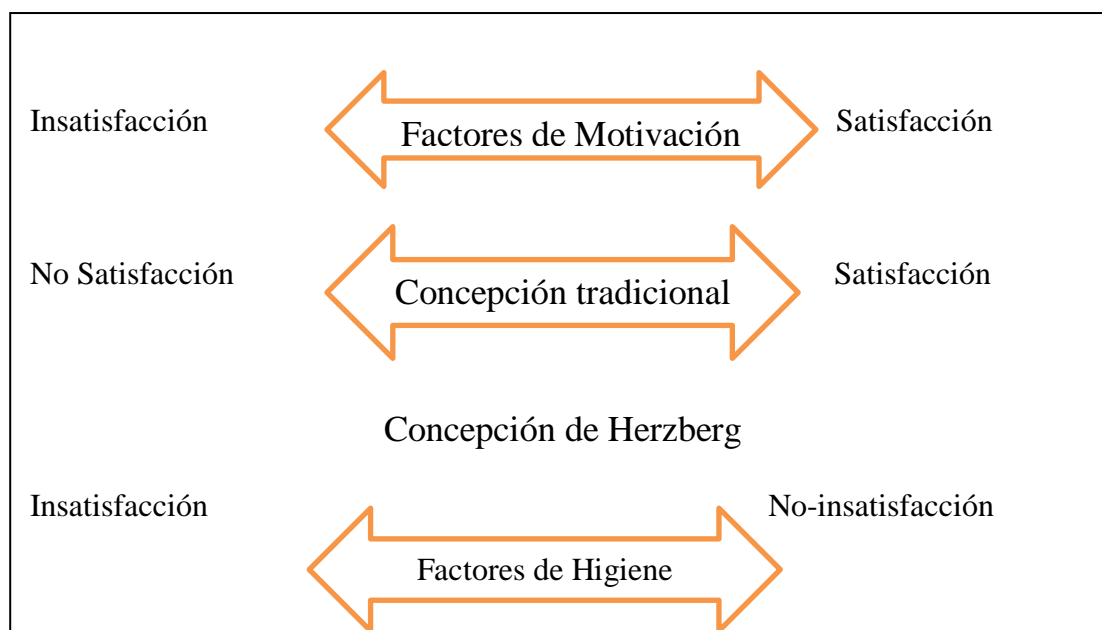 Insatisfacción Factores de Motivación Satisfacción
No Satisfacción Concepción tradicional Satisfacción
Concepción de Herzberg
Insatisfacción No-insatisfacción
Factores de Higiene